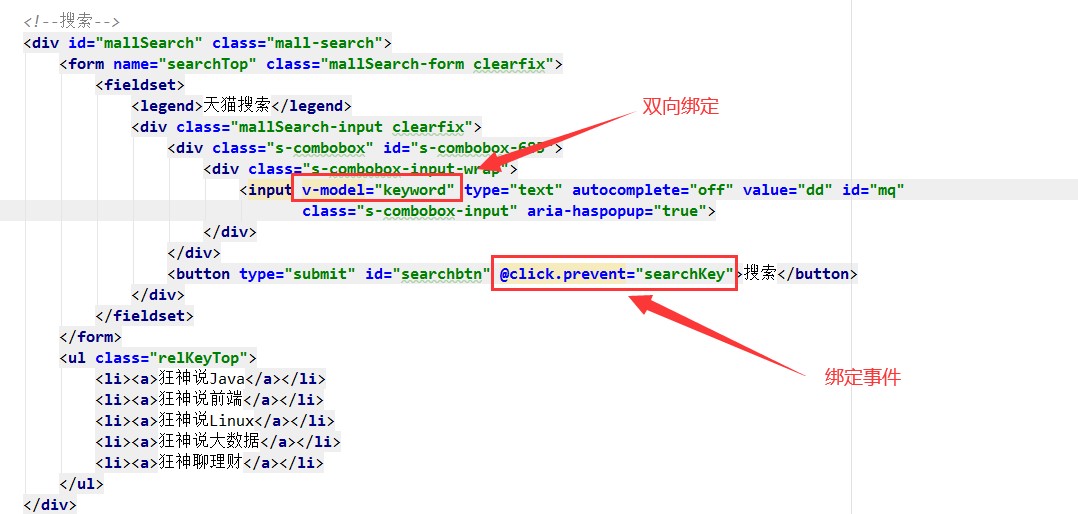 <!--搜索-->
<div id="mallSearch" class="mall-search">
<form name="searchTop" class="mallSearch-form clearfix">
<fieldset>
<legend>天猫搜索</legend>
双向绑定
<div class="mallSearch-input clearfix">
<div class="s-combobox" id="s-combobox-685">
<div class="s-combobox-input-wrap">
<input v-model="keyword" type="text" autocomplete="off" value="dd" id="mq"
class="s-combobox-input" aria-haspopup="true">
</div>
</div>
<button type="submit" id="searchbtn" @click.prevent="searchKey">搜索</button>
</div>
</fieldset>
</form>
<ul class="relKeyTop">
<li><a>狂神说Java</a></li>
绑定事件
<li><a>狂神说前端</a></li>
<li><a>狂神说Linux</a></li>
<li><a>狂神说大数据</a></li>
<li><a>狂神聊理财</a></li>
</ul>
</div>